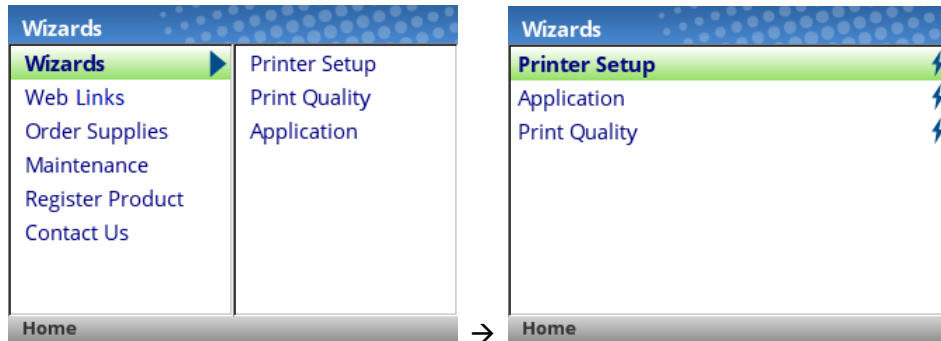 Wizards
Wizards
Web Links
Order Supplies
Maintenance
Register Product
Contact Us
Printer Setup
Print Quality
Application
Home
→
Wizards
Printer Setup
Application
Print Quality
Home